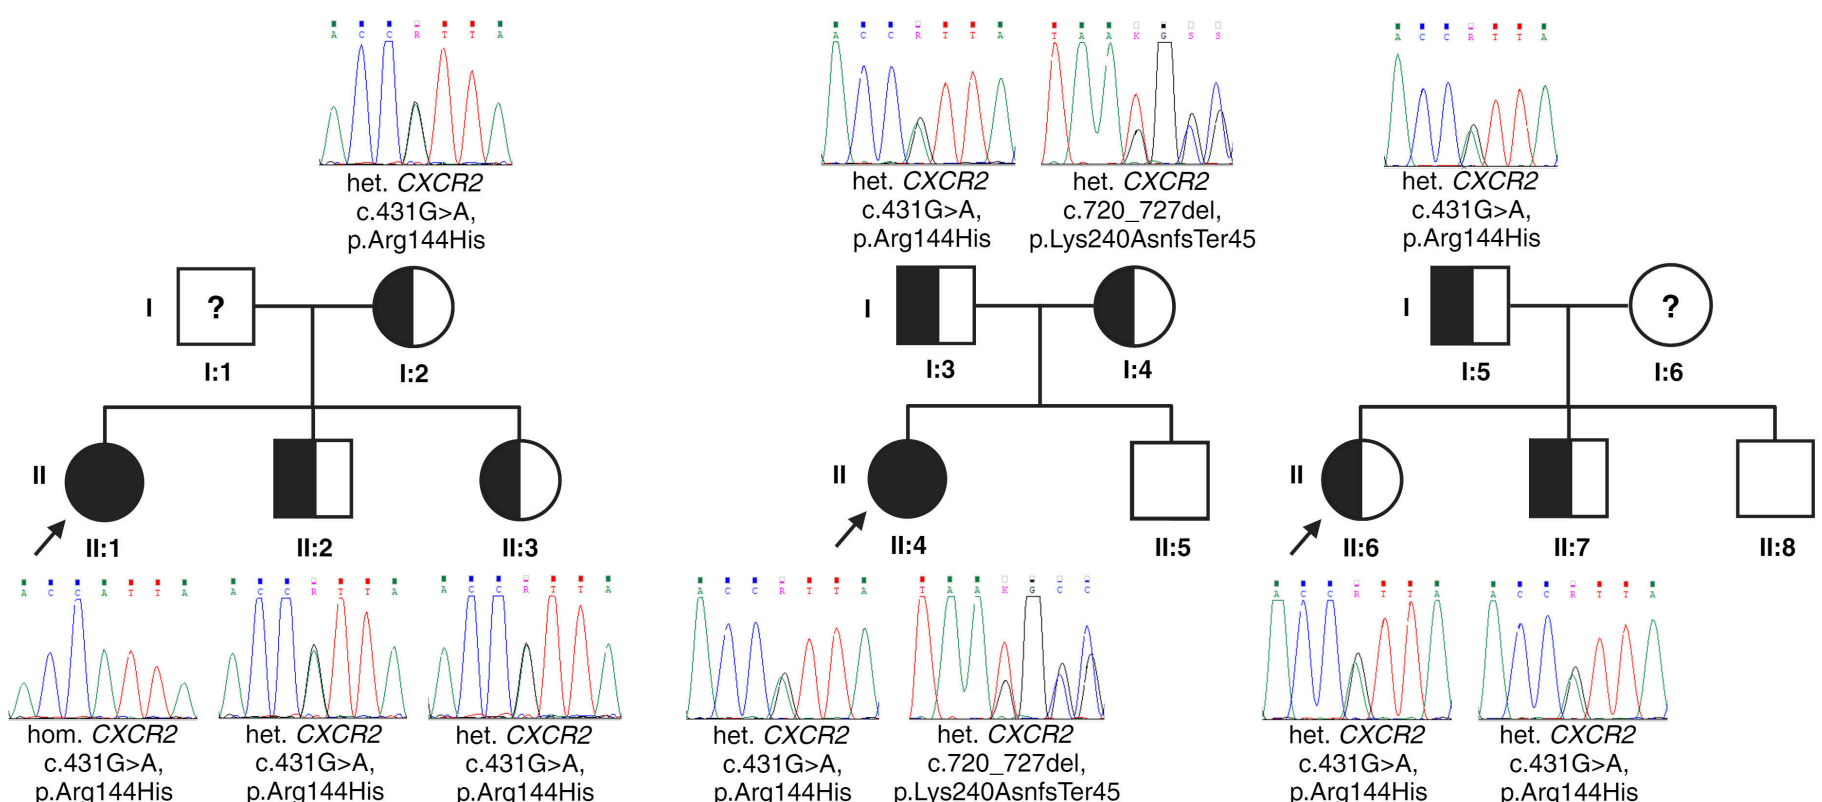 A C C R T T A
A C C R T T A
T A A K G S S
A C C R T T A
het. CXCR2
c.431G>A,
p.Arg144His
het. CXCR2
c.431G>A,
p.Arg144His
het. CXCR2
c.720_727del,
p.Lys240AsnfsTer45
het. CXCR2
c.431G>A,
p.Arg144His
I
?
I:1
I:2
I
I:3
I:4
I
?
I:5
I:6
II
II:1
II:2
II:3
II
II:4
II:5
II
II:6
II:7
II:8
A C C A T T A
A C C R T T A
A C C R T T A
A C C R T T A
T A A K G C C
A C C R T T A
A C C R T T A
hom. CXCR2
c.431G>A,
p.Arg144His
het. CXCR2
c.431G>A,
p.Arg144His
het. CXCR2
c.431G>A,
p.Arg144His
het. CXCR2
c.431G>A,
p.Arg144His
het. CXCR2
c.720_727del,
p.Lys240AsnfsTer45
het. CXCR2
c.431G>A,
p.Arg144His
het. CXCR2
c.431G>A,
p.Arg144His